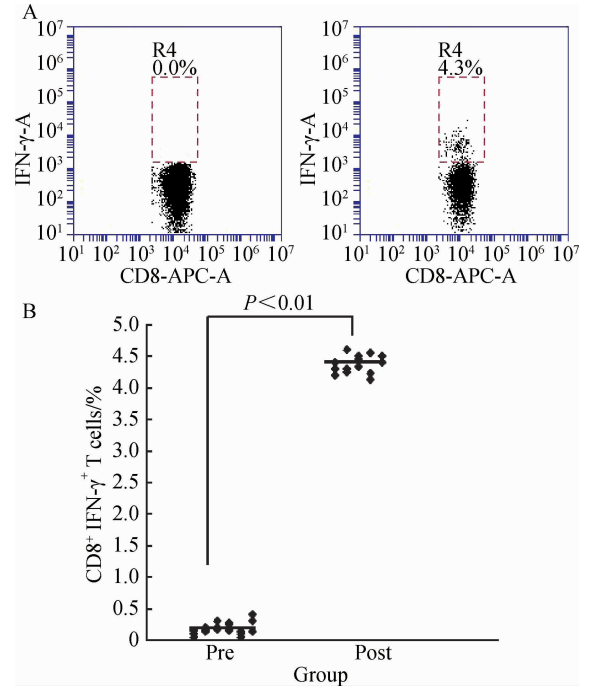 A
R4
0.0%
10⁷
10⁶
10⁵
10⁴
10³
10²
10¹
IFN-γ-A
10¹ 10² 10³ 10⁴ 10⁵ 10⁶ 10⁷
CD8-APC-A
R4
4.3%
10⁷
10⁶
10⁵
10⁴
10³
10²
10¹
IFN-γ-A
10¹ 10² 10³ 10⁴ 10⁵ 10⁶ 10⁷
CD8-APC-A
B
P<0.01
5.0
4.5
4.0
3.5
3.0
2.5
2.0
1.5
1.0
0.5
0
CD8⁺ IFN-γ⁺ T cells/%
Pre Post
Group